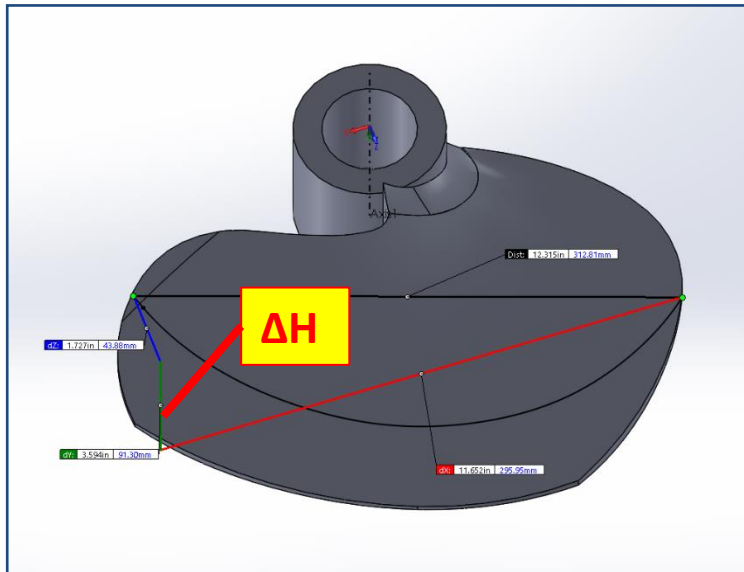 Axis1
Dist: 12.315in 312.81mm
ΔH
dZ: 1.727in 43.88mm
dY: 3.594in 91.30mm
dX: 11.652in 295.95mm